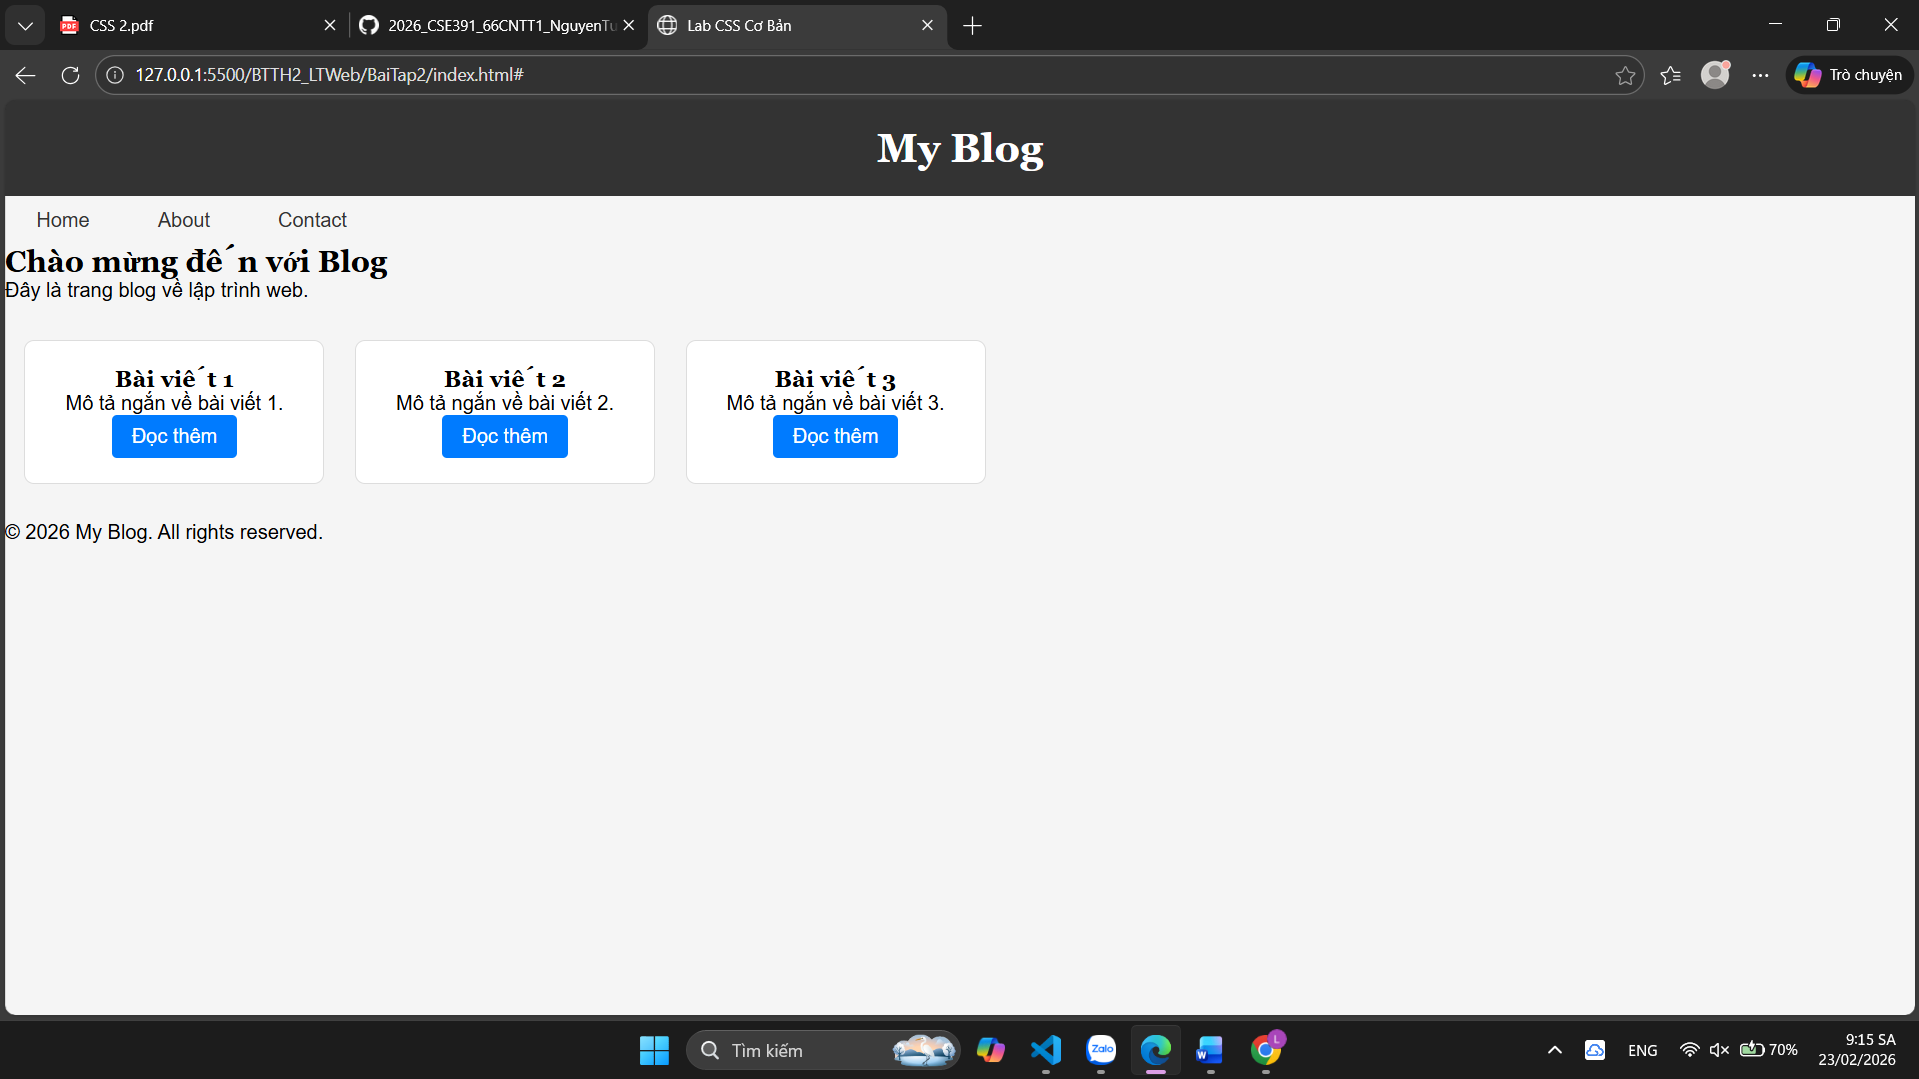 CSS 2.pdf
2026_CSE391_66CNTT1_NguyenTu
Lab CSS Cơ Bản
127.0.0.1:5500/BTTH2_LTWeb/BaiTap2/index.html#
Trò chuyện
My Blog
Home About Contact
Chào mừng đến với Blog
Đây là trang blog về lập trình web.
Bài viết 1
Mô tả ngắn về bài viết 1.
Đọc thêm
Bài viết 2
Mô tả ngắn về bài viết 2.
Đọc thêm
Bài viết 3
Mô tả ngắn về bài viết 3.
Đọc thêm
© 2026 My Blog. All rights reserved.
Tìm kiếm
Zalo
W
L
ENG
70%
9:15 SA
23/02/2026